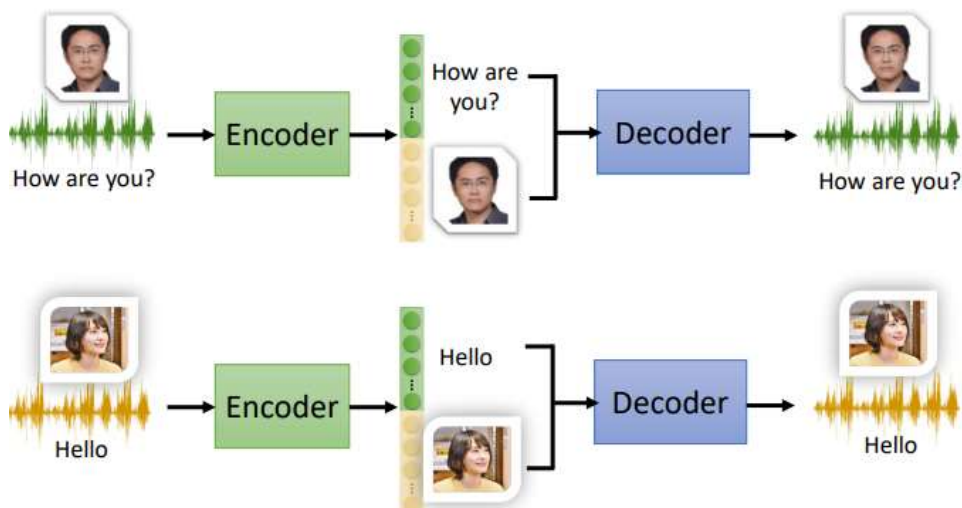 How are
you?
Encoder
Decoder
How are you?
How are you?
Hello
Encoder
Decoder
Hello
Hello